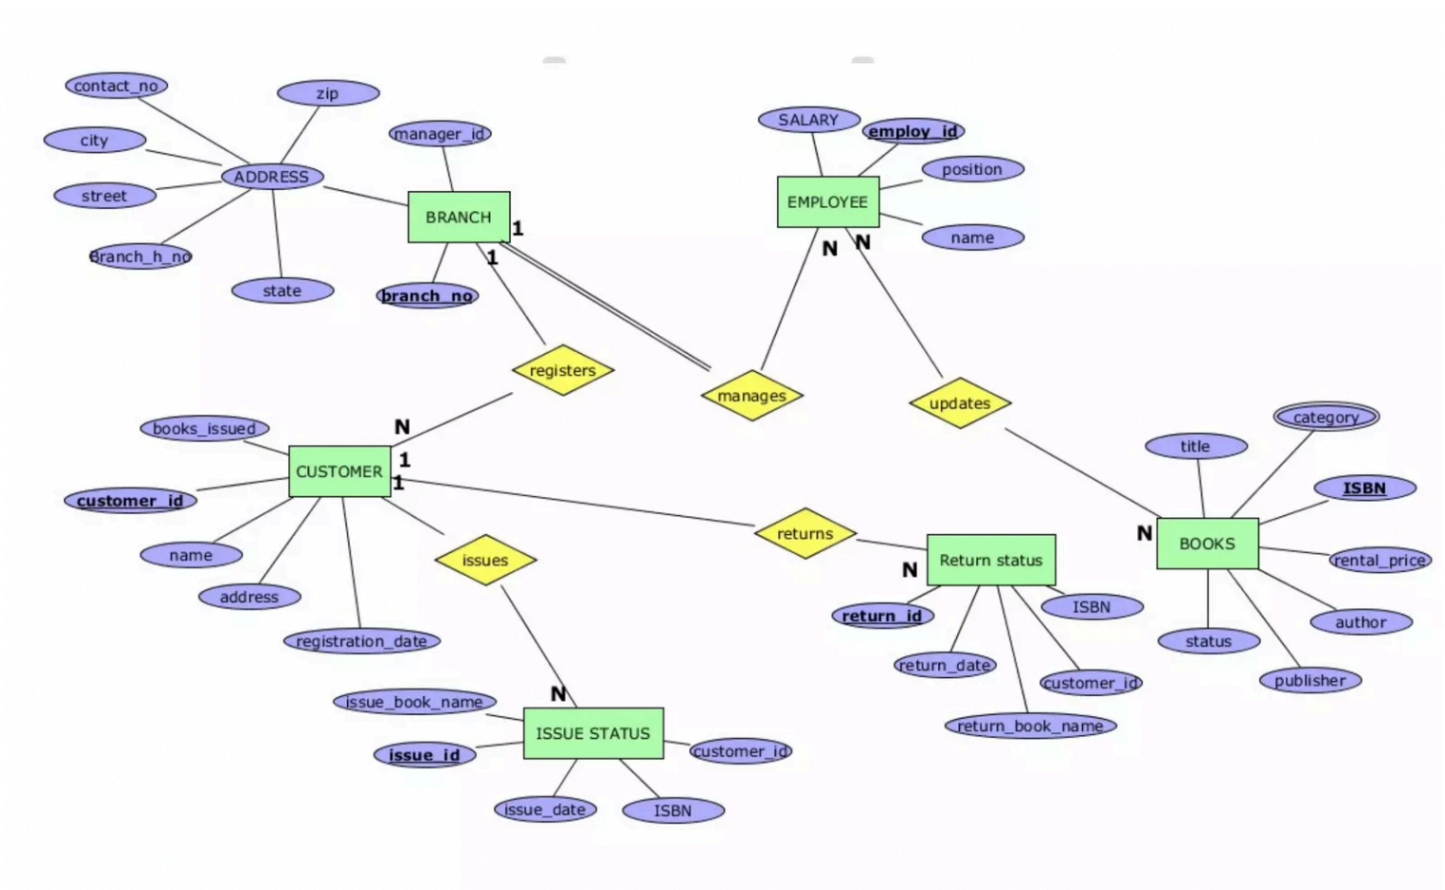 contact_no
zip
city
manager_id
SALARY
employ_id
street
ADDRESS
position
BRANCH
1
EMPLOYEE
name
Branch_h_no
1
N
N
state
branch_no
registers
manages
updates
books_issued
N
category
title
CUSTOMER
1
1
ISBN
customer_id
returns
N
BOOKS
name
issues
Return status
rental_price
N
address
return_id
ISBN
author
registration_date
status
return_date
customer_id
publisher
N
issue_book_name
return_book_name
ISSUE STATUS
issue_id
customer_id
issue_date
ISBN